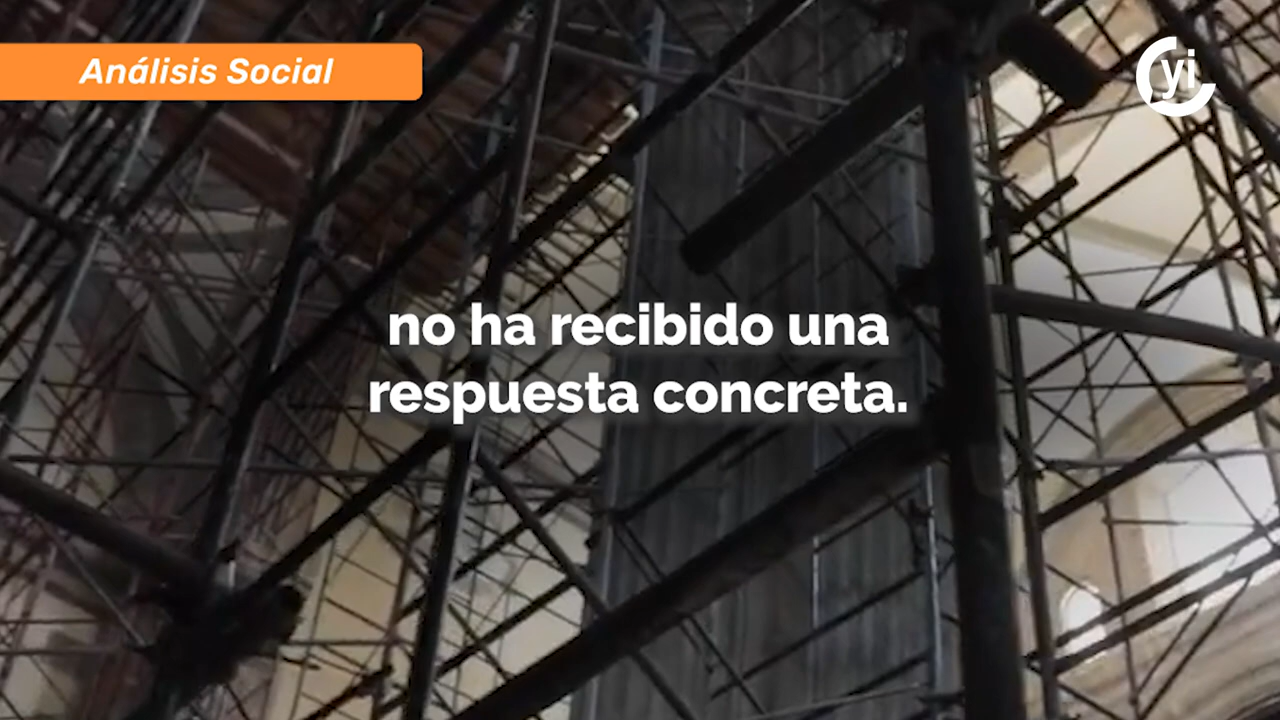 Análisis Social
yi
no ha recibido una
respuesta concreta.